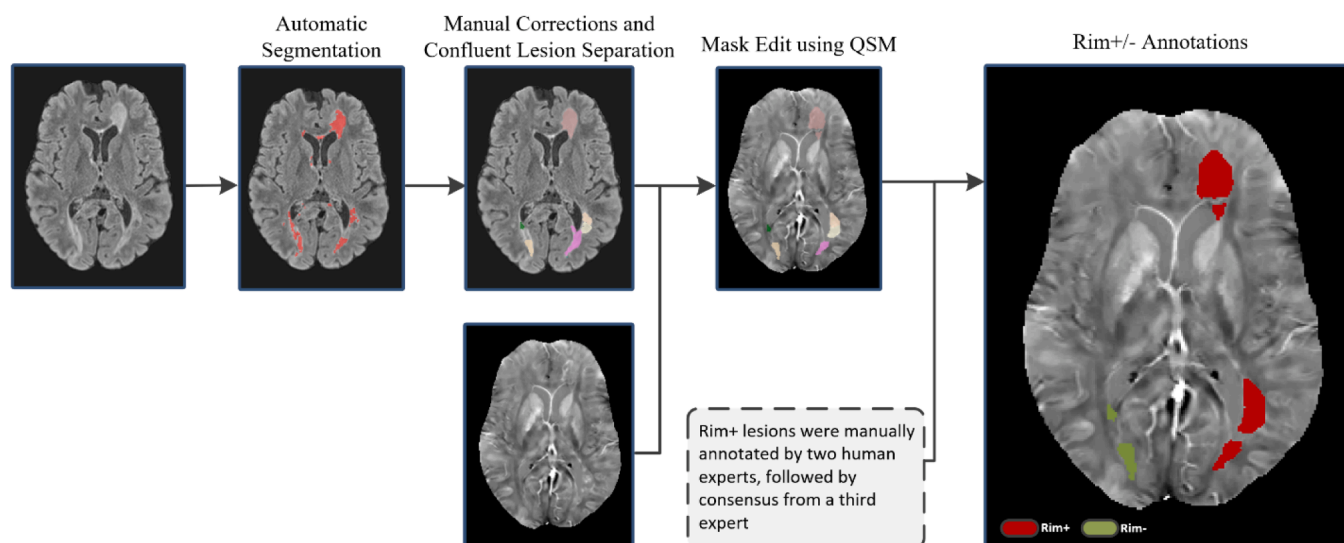 Automatic
Segmentation
Manual Corrections and
Confluent Lesion Separation
Mask Edit using QSM
Rim+/- Annotations
Rim+ lesions were manually
annotated by two human
experts, followed by
consensus from a third
expert
Rim+
Rim-